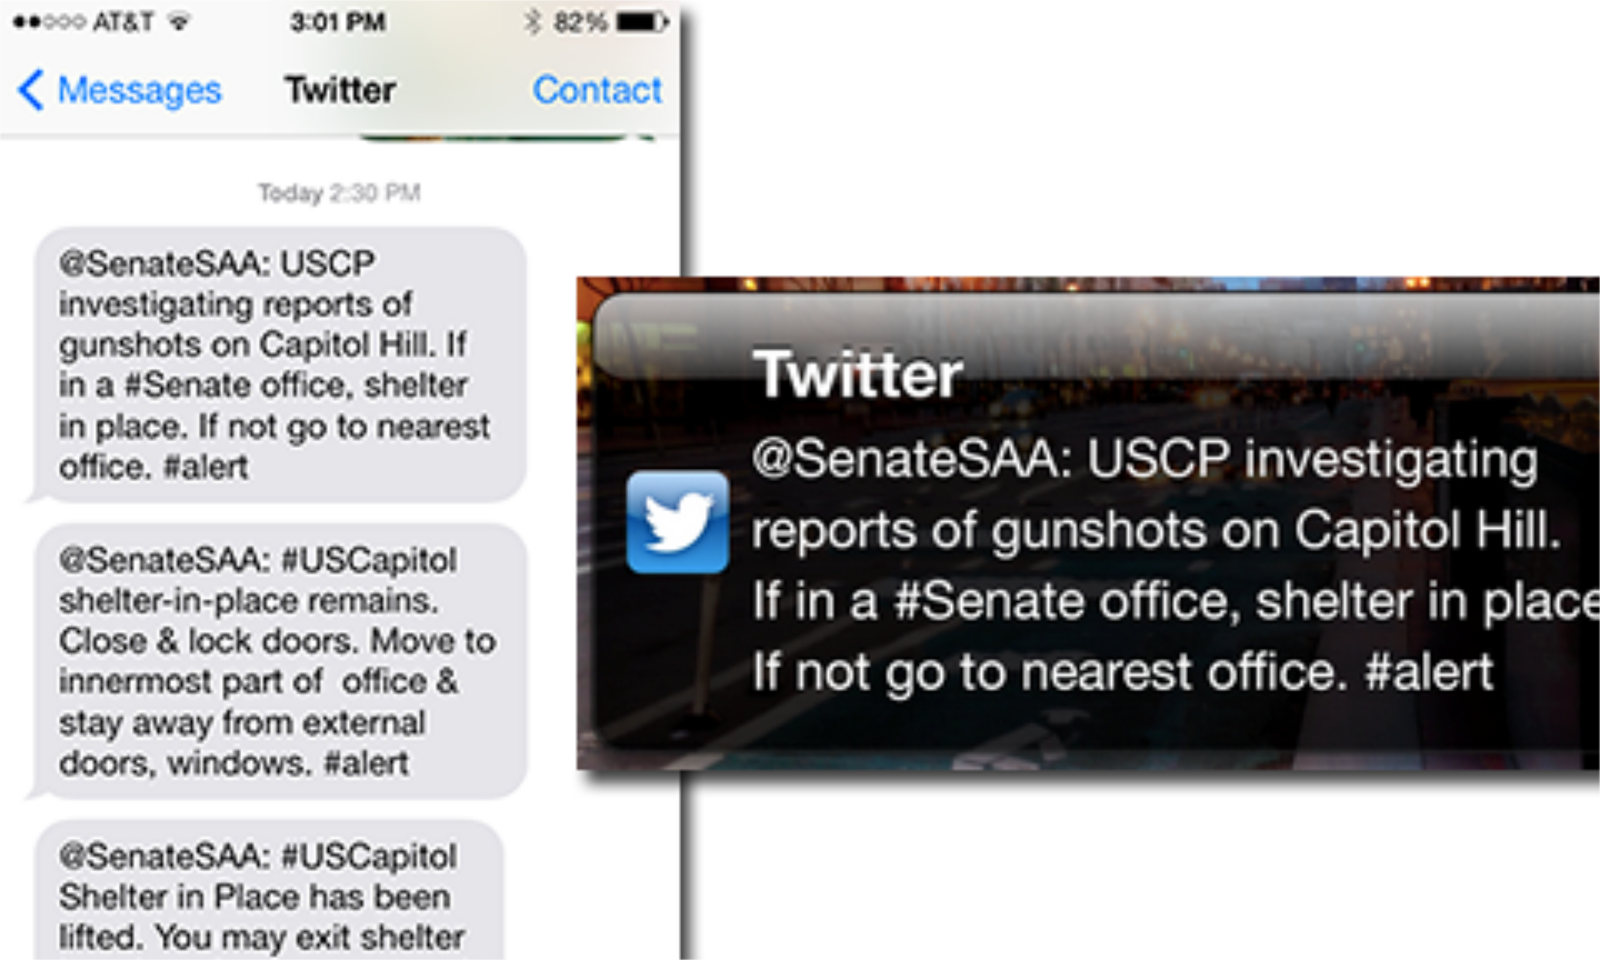 AT&T 3:01 PM 82%
Messages Twitter Contact
Today 2:30 PM
@SenateSAA: USCP
investigating reports of
gunshots on Capitol Hill. If
in a #Senate office, shelter
in place. If not go to nearest
office. #alert
@SenateSAA: #USCapitol
shelter-in-place remains.
Close & lock doors. Move to
innermost part of  office &
stay away from external
doors, windows. #alert
@SenateSAA: #USCapitol
Shelter in Place has been
lifted. You may exit shelter
Twitter
@SenateSAA: USCP investigating
reports of gunshots on Capitol Hill.
If in a #Senate office, shelter in place
If not go to nearest office. #alert